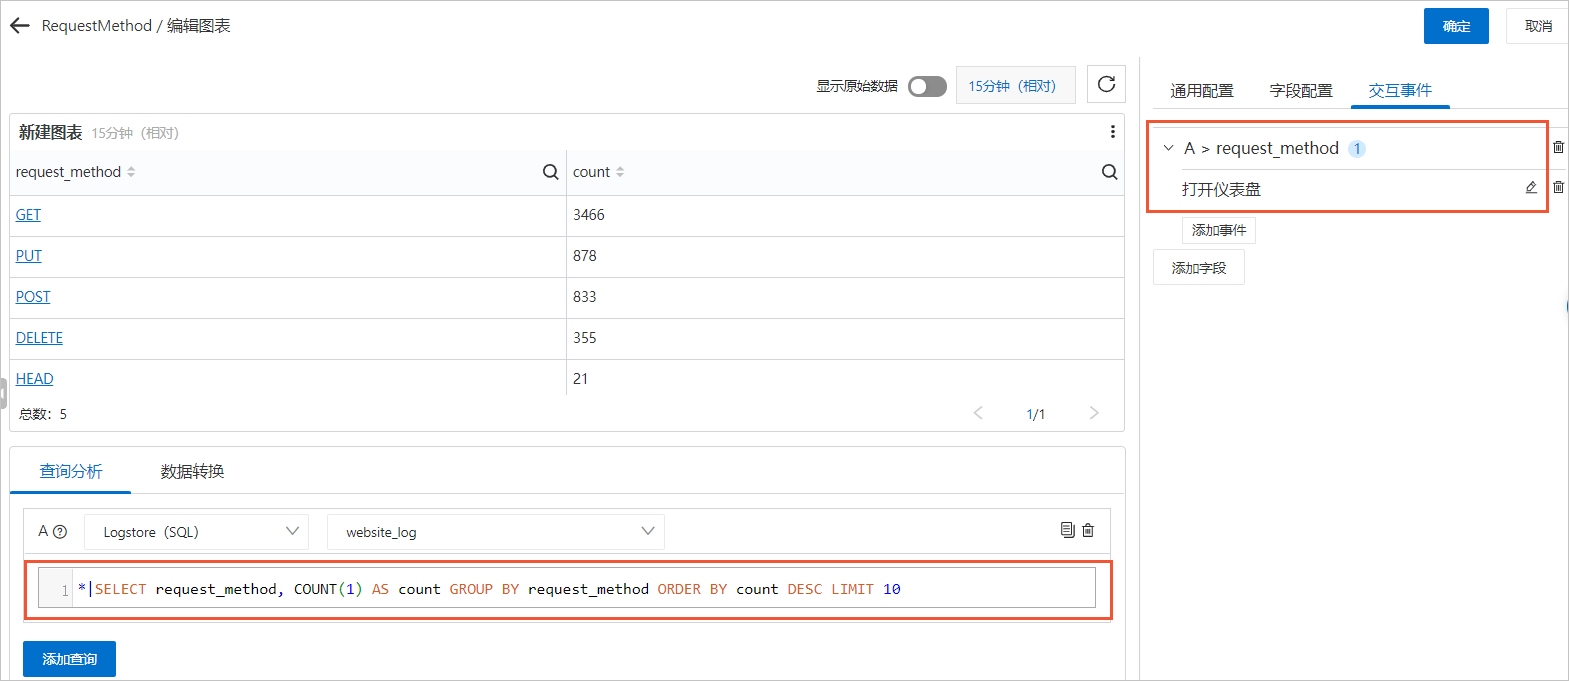 RequestMethod / 编辑图表
确定
取消
显示原始数据
15分钟（相对）
通用配置
字段配置
交互事件
新建图表 15分钟（相对）
request_method
count
GET 3466
PUT 878
POST 833
DELETE 355
HEAD 21
总数：5
1/1
A > request_method 1
打开仪表盘
添加事件
添加字段
查询分析
数据转换
A
Logstore（SQL）
website_log
1 *|SELECT request_method, COUNT(1) AS count GROUP BY request_method ORDER BY count DESC LIMIT 10
添加查询